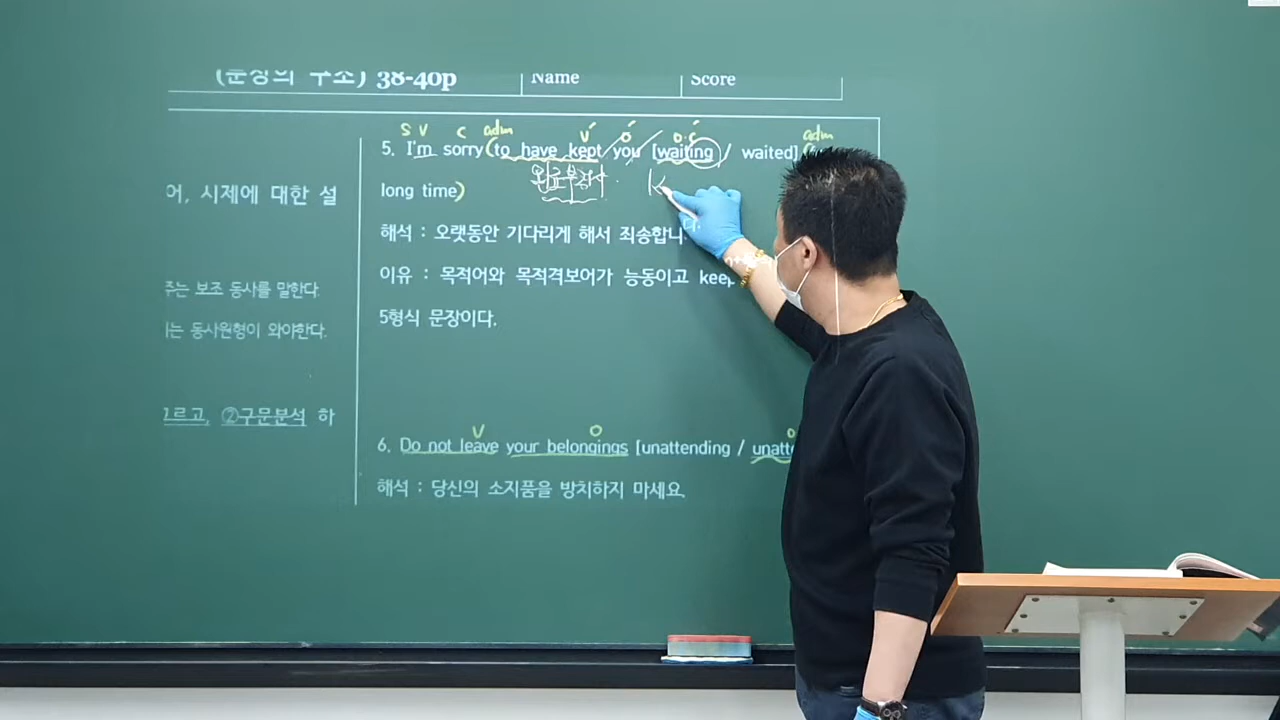 (문장의 구조) 38-40p
Name
Score
s v c adm v' o' o.c' adm
5. I'm sorry (to have kept you [waiting / waited] (
long time)
완료부정사
k
해석 : 오랫동안 기다리게 해서 죄송합니다.
이유 : 목적어와 목적격보어가 능동이고 keep
5형식 문장이다.
어, 시제에 대한 설
주는 보조 동사를 말한다.
는 동사원형이 와야한다.
고르고, ②구문분석 하
v o o
6. Do not leave your belongings [unattending / unatte
해석 : 당신의 소지품을 방치하지 마세요.